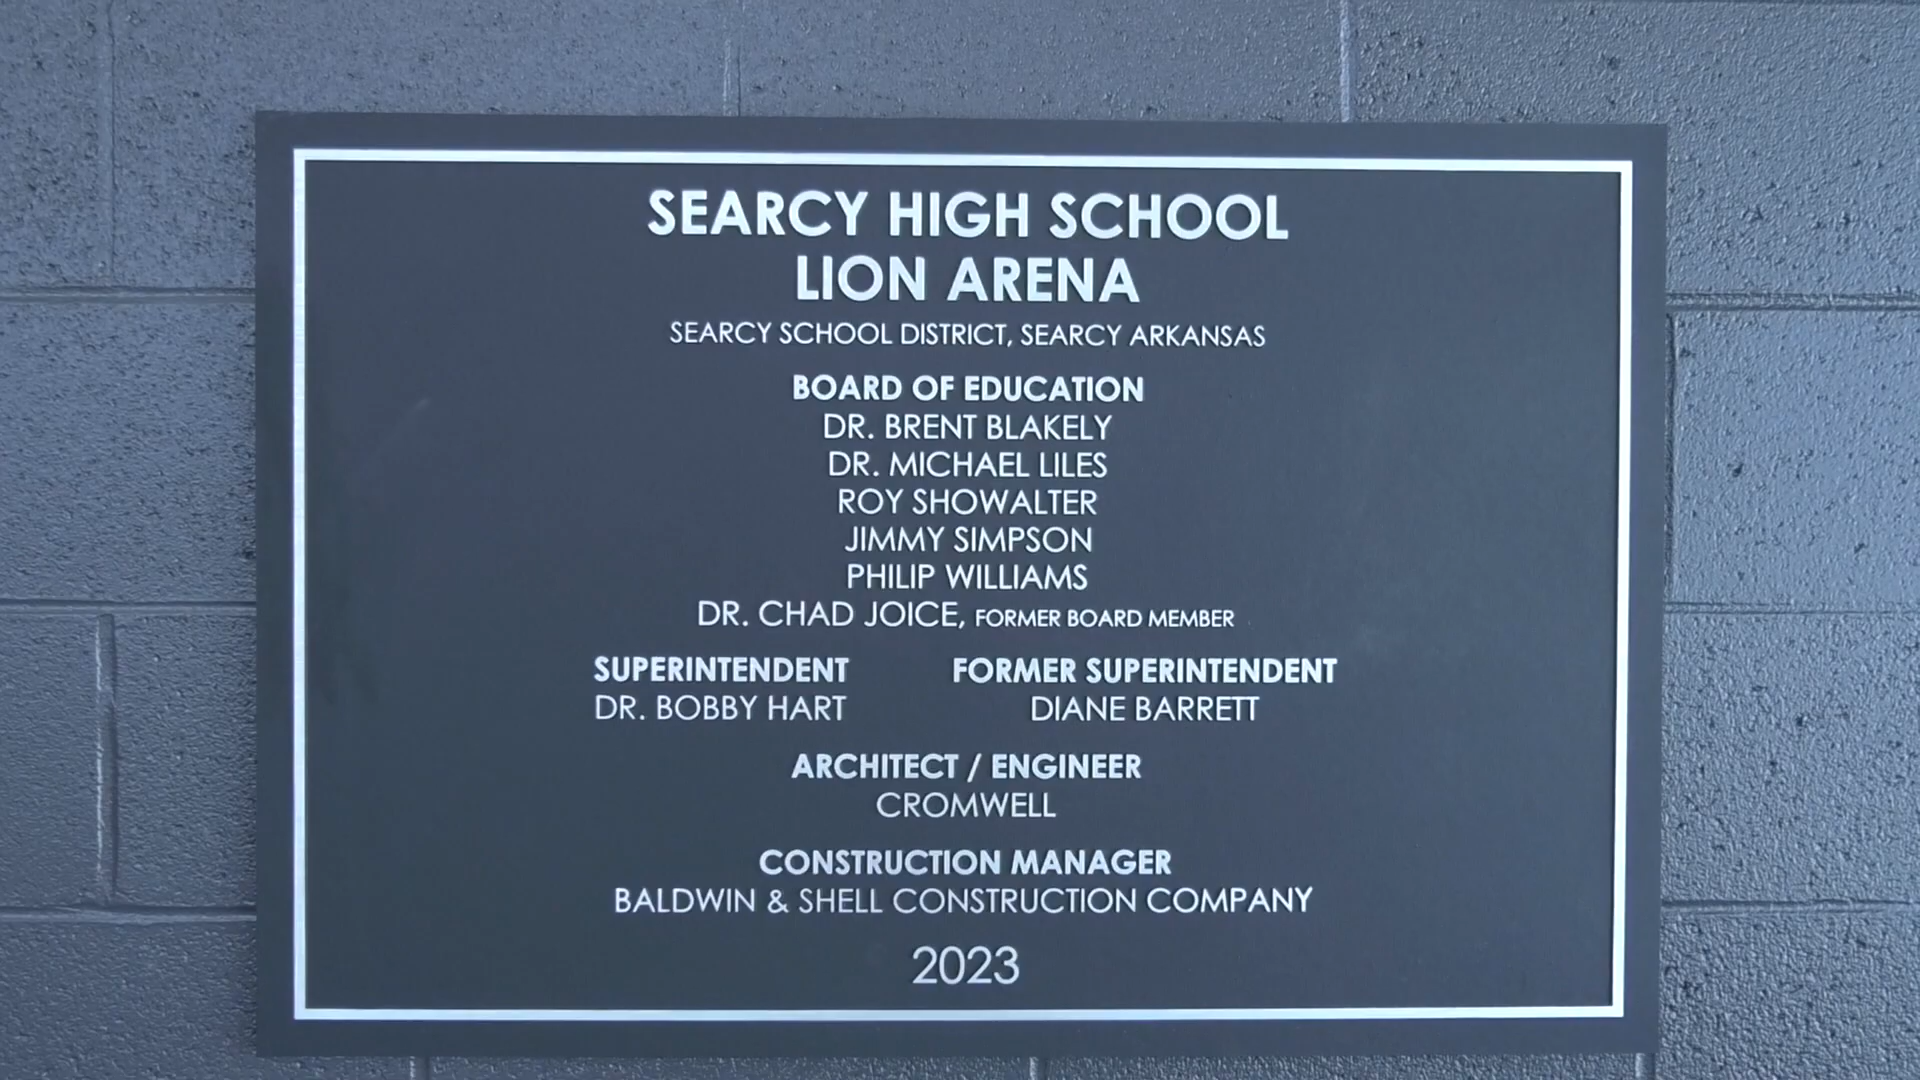 SEARCY HIGH SCHOOL
LION ARENA
SEARCY SCHOOL DISTRICT, SEARCY ARKANSAS
BOARD OF EDUCATION
DR. BRENT BLAKELY
DR. MICHAEL LILES
ROY SHOWALTER
JIMMY SIMPSON
PHILIP WILLIAMS
DR. CHAD JOICE, FORMER BOARD MEMBER
SUPERINTENDENT
DR. BOBBY HART
FORMER SUPERINTENDENT
DIANE BARRETT
ARCHITECT / ENGINEER
CROMWELL
CONSTRUCTION MANAGER
BALDWIN & SHELL CONSTRUCTION COMPANY
2023